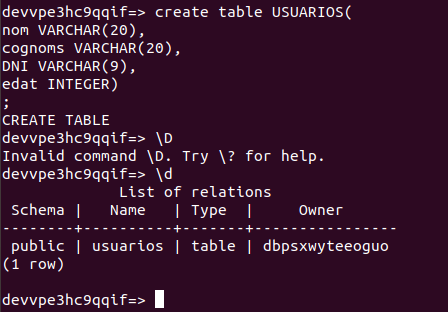 devvpe3hc9qqif=> create table USUARIOS(
nom VARCHAR(20),
cognoms VARCHAR(20),
DNI VARCHAR(9),
edat INTEGER)
;
CREATE TABLE
devvpe3hc9qqif=> \D
Invalid command \D. Try \? for help.
devvpe3hc9qqif=> \d
             List of relations
 Schema |   Name   | Type  |     Owner
--------+----------+-------+----------------
 public | usuarios | table | dbpsxwyteeoguo
(1 row)
devvpe3hc9qqif=>